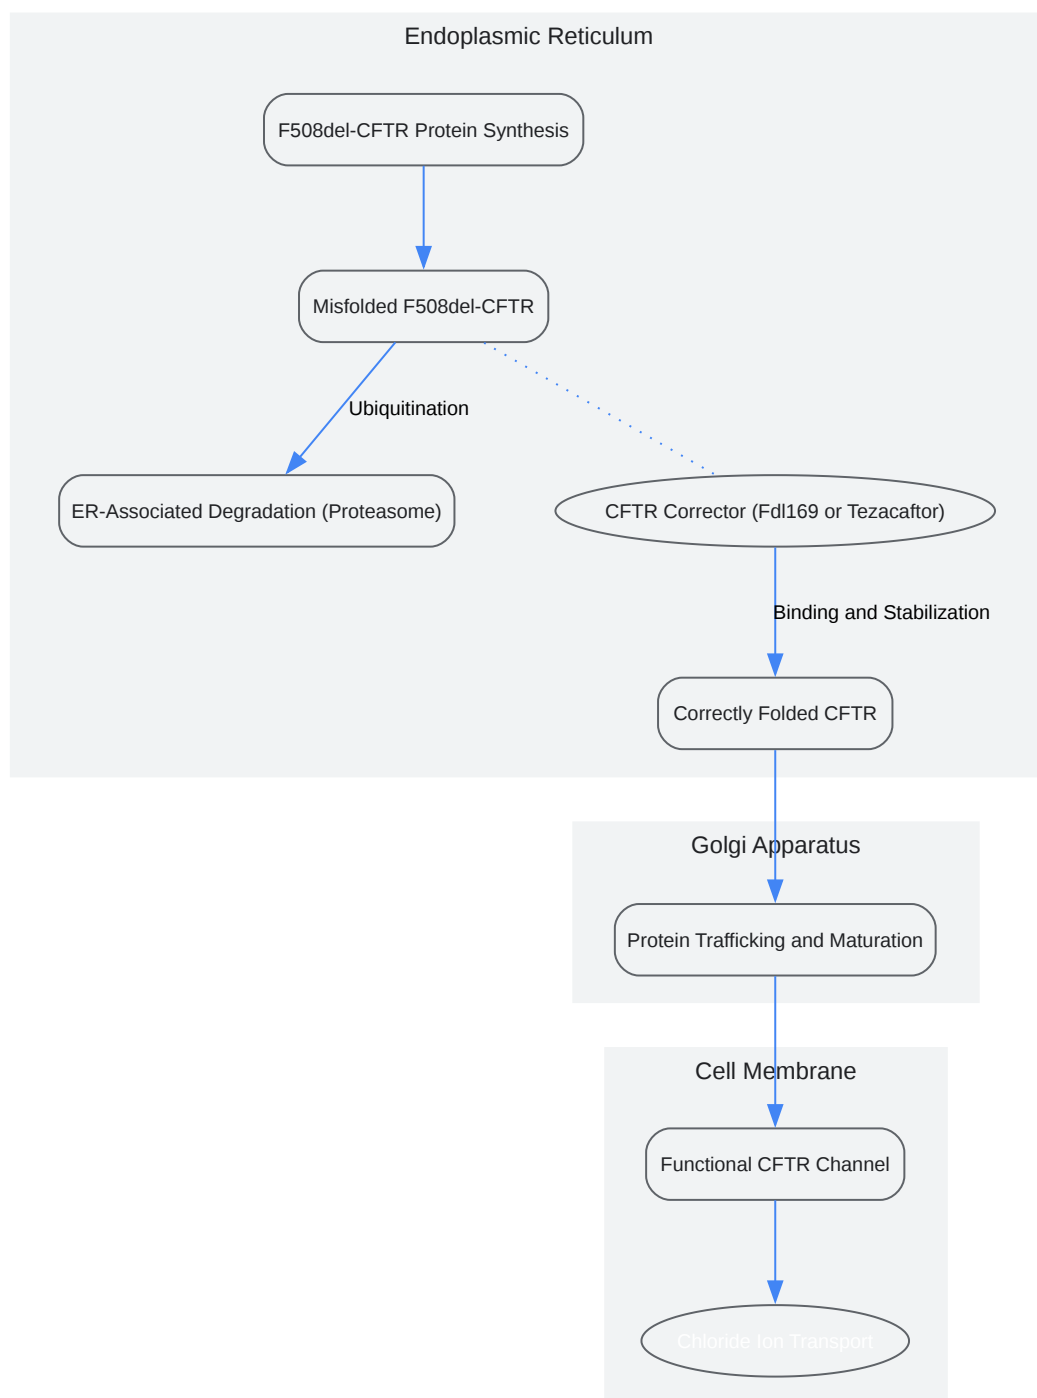 Endoplasmic Reticulum
F508del-CFTR Protein Synthesis
Misfolded F508del-CFTR
Ubiquitination
ER-Associated Degradation (Proteasome)
CFTR Corrector (Fdl169 or Tezacaftor)
Binding and Stabilization
Correctly Folded CFTR
Golgi Apparatus
Protein Trafficking and Maturation
Cell Membrane
Functional CFTR Channel
Chloride Ion Transport